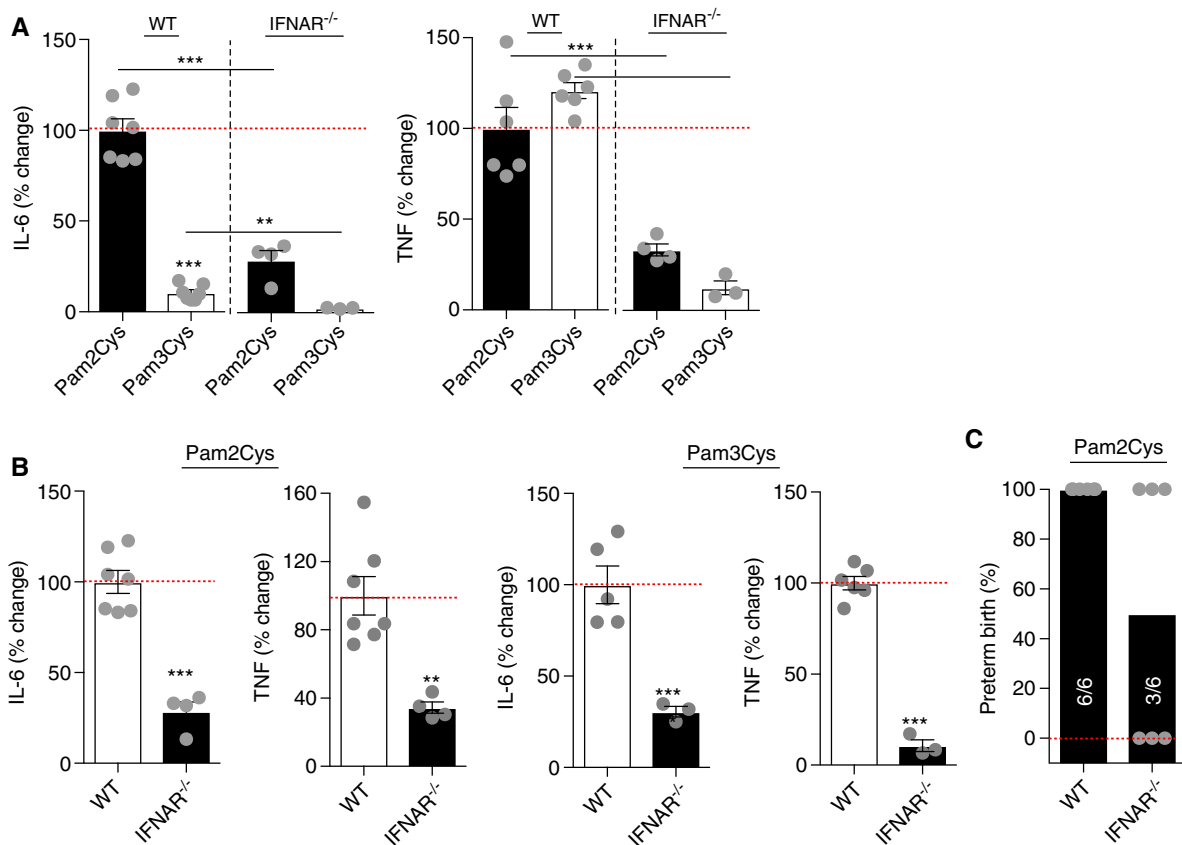 A
WT
IFNAR-/-
IL-6 (% change)
150
100
50
0
***
**
***
Pam2Cys
Pam3Cys
Pam2Cys
Pam3Cys
WT
IFNAR-/-
TNF (% change)
150
100
50
0
***
Pam2Cys
Pam3Cys
Pam2Cys
Pam3Cys
B
Pam2Cys
IL-6 (% change)
150
100
50
0
***
WT
IFNAR-/-
TNF (% change)
160
120
80
40
0
**
WT
IFNAR-/-
Pam3Cys
IL-6 (% change)
150
100
50
0
***
*
WT
IFNAR-/-
TNF (% change)
150
100
50
0
***
WT
IFNAR-/-
C
Pam2Cys
Preterm birth (%)
100
80
60
40
20
0
6/6
3/6
WT
IFNAR-/-